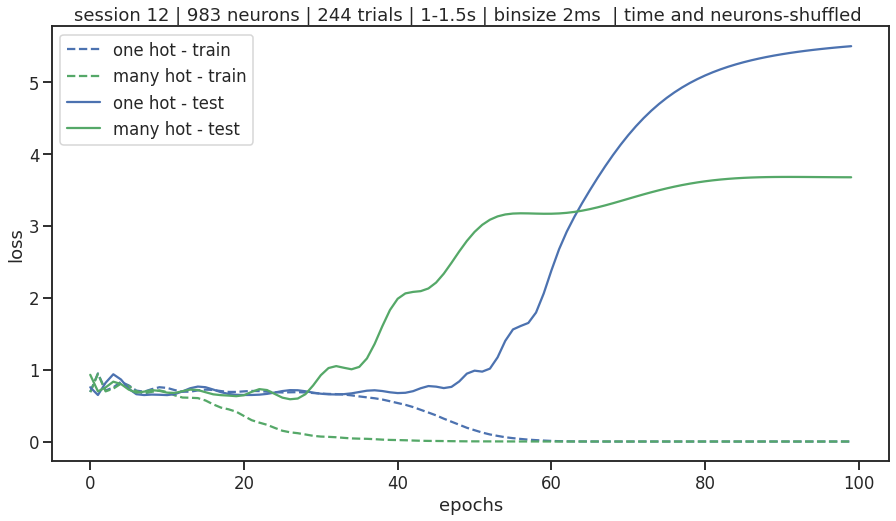 session 12 | 983 neurons | 244 trials | 1-1.5s | binsize 2ms  | time and neurons-shuffled
one hot - train
many hot - train
one hot - test
many hot - test
loss
5
4
3
2
1
0
0 20 40 60 80 100
epochs